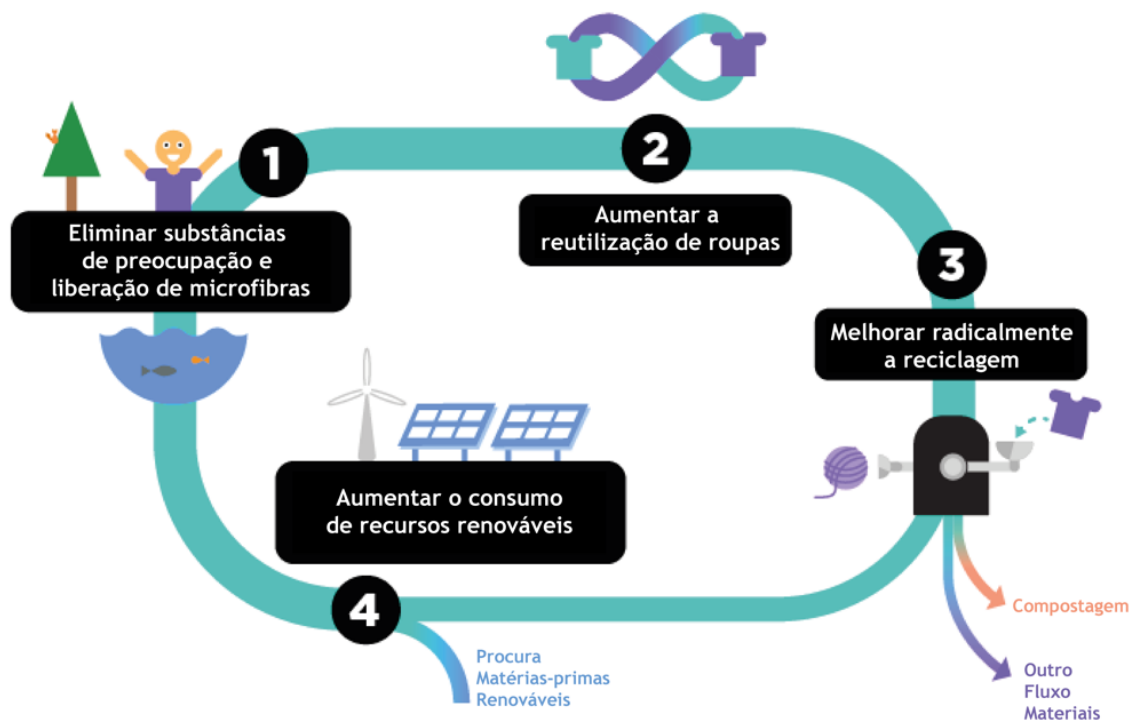 1
Eliminar substâncias
de preocupação e
liberação de microfibras
2
Aumentar a
reutilização de roupas
3
Melhorar radicalmente
a reciclagem
Aumentar o consumo
de recursos renováveis
4
Procura
Matérias-primas
Renováveis
Compostagem
Outro
Fluxo
Materiais